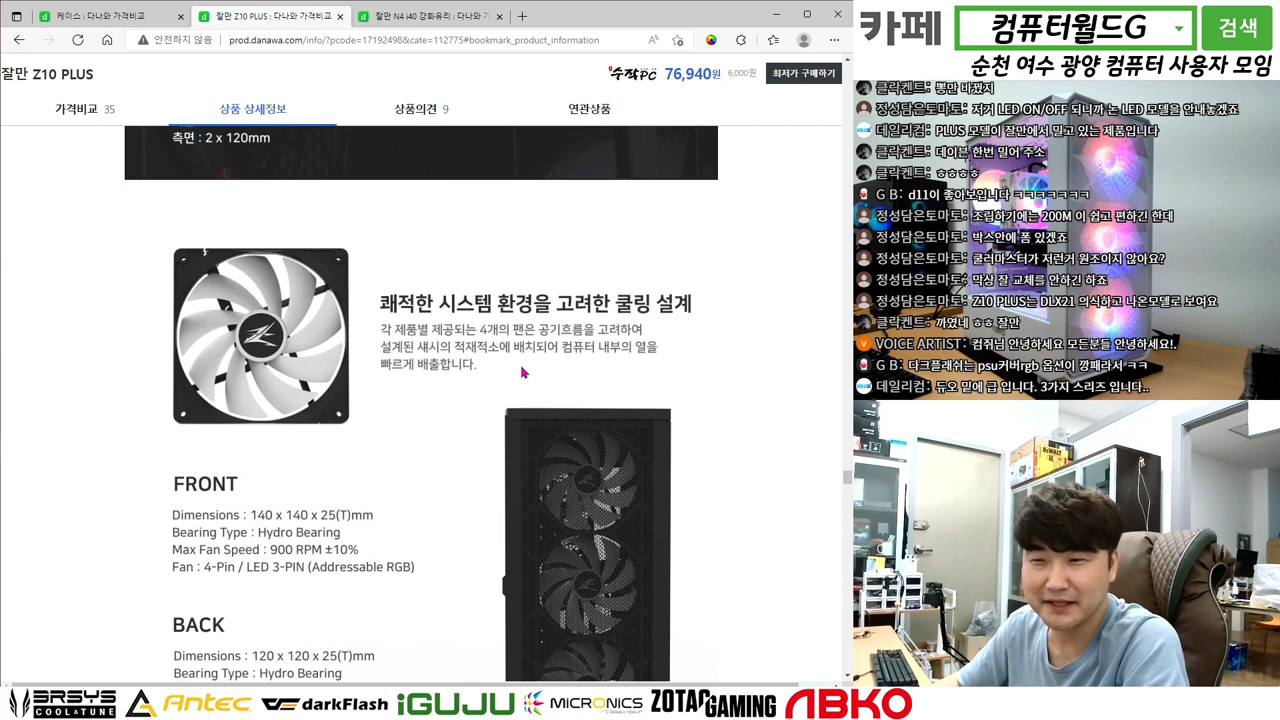 케이스 : 다나와 가격비교
잘만 Z10 PLUS : 다나와 가격비교
잘만 N4 i40 강화유리 : 다나와 가
안전하지 않음
prod.danawa.com/info/?pcode=17192498&cate=112775#bookmark_product_information
잘만 Z10 PLUS
수작PC 76,940원 6,000원
최저가 구매하기
가격비교 35
상품 상세정보
상품의견 9
연관상품
측면 : 2 x 120mm
쾌적한 시스템 환경을 고려한 쿨링 설계
각 제품별 제공되는 4개의 팬은 공기흐름을 고려하여
설계된 섀시의 적재적소에 배치되어 컴퓨터 내부의 열을
빠르게 배출합니다.
FRONT
Dimensions : 140 x 140 x 25(T)mm
Bearing Type : Hydro Bearing
Max Fan Speed : 900 RPM ±10%
Fan : 4-Pin / LED 3-PIN (Addressable RGB)
BACK
Dimensions : 120 x 120 x 25(T)mm
Bearing Type : Hydro Bearing
카페 컴퓨터월드G 검색
순천 여수 광양 컴퓨터 사용자 모임
클락켄트: 뽕만 바꼈지
정성담은토마토: 저거 LED ON/OFF 되니까 논 LED 모델을 안내놓겠죠
데일리컴: PLUS 모델이 잘만에서 밀고 있는 제품입니다
클락켄트: 데이븐 한번 밀어 주소
클락켄트: ㅎㅎㅎㅎ
G B: d11이 좋아보입니다 ㅋㅋㅋㅋㅋㅋㅋ
정성담은토마토: 조립하기에는 200M 이 쉽고 편하긴 한데
정성담은토마토: 박스안에 폼 있겠죠
정성담은토마토: 쿨러마스터가 저런거 원조이지 않아요?
정성담은토마토: 막상 잘 교체를 안하긴 하죠
정성담은토마토: Z10 PLUS는 DLX21 의식하고 나온모델로 보여요
클락켄트: 까였네 ㅎㅎ 잘만
VOICE ARTIST: 컴쥐님 안녕하세요 모든분들 안녕하세요!.
G B: 다크플래쉬는 psu커버rgb 옵션이 깡패라서 ㅋㅋ
데일리컴: 듀오 밑에 급 입니다. 3가지 스리즈 입니다..
DEWALT
3RSYS
COOL & TUNE
Antec
darkFlash
iGUJU
MICRONICS
ZOTAC GAMING
ABKO